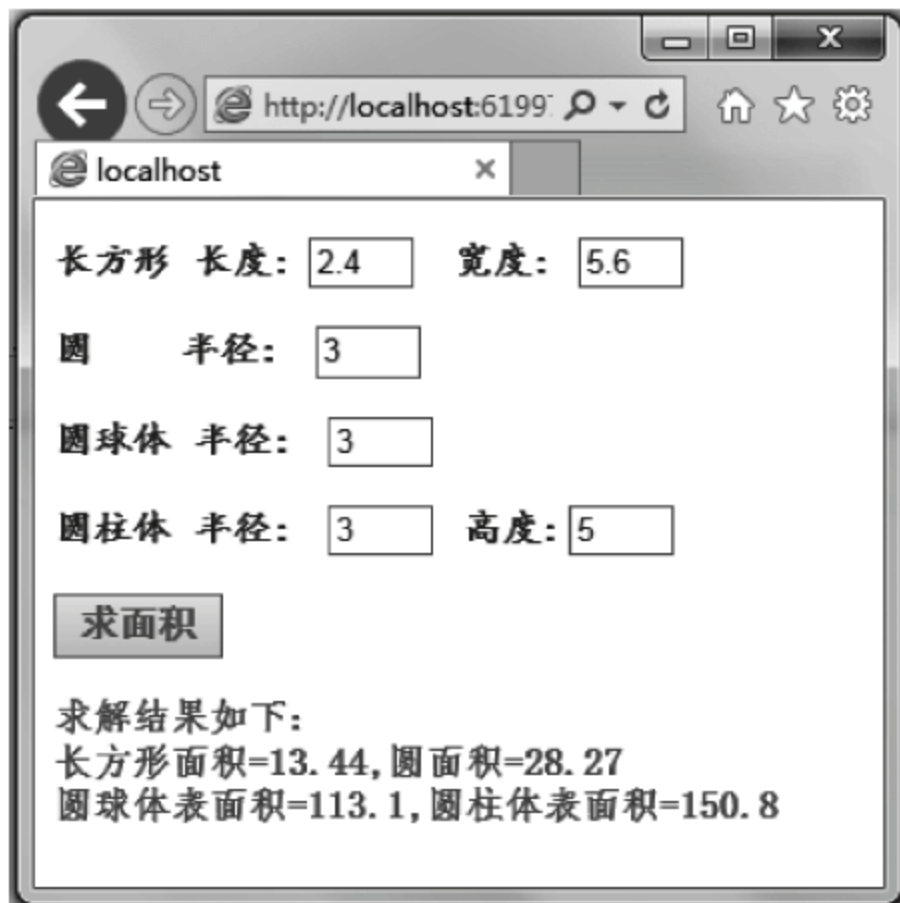 http://localhost:6199
localhost
长方形 长度: 2.4 宽度: 5.6
圆 半径: 3
圆球体 半径: 3
圆柱体 半径: 3 高度: 5
求面积
求解结果如下:
长方形面积=13.44,圆面积=28.27
圆球体表面积=113.1,圆柱体表面积=150.8